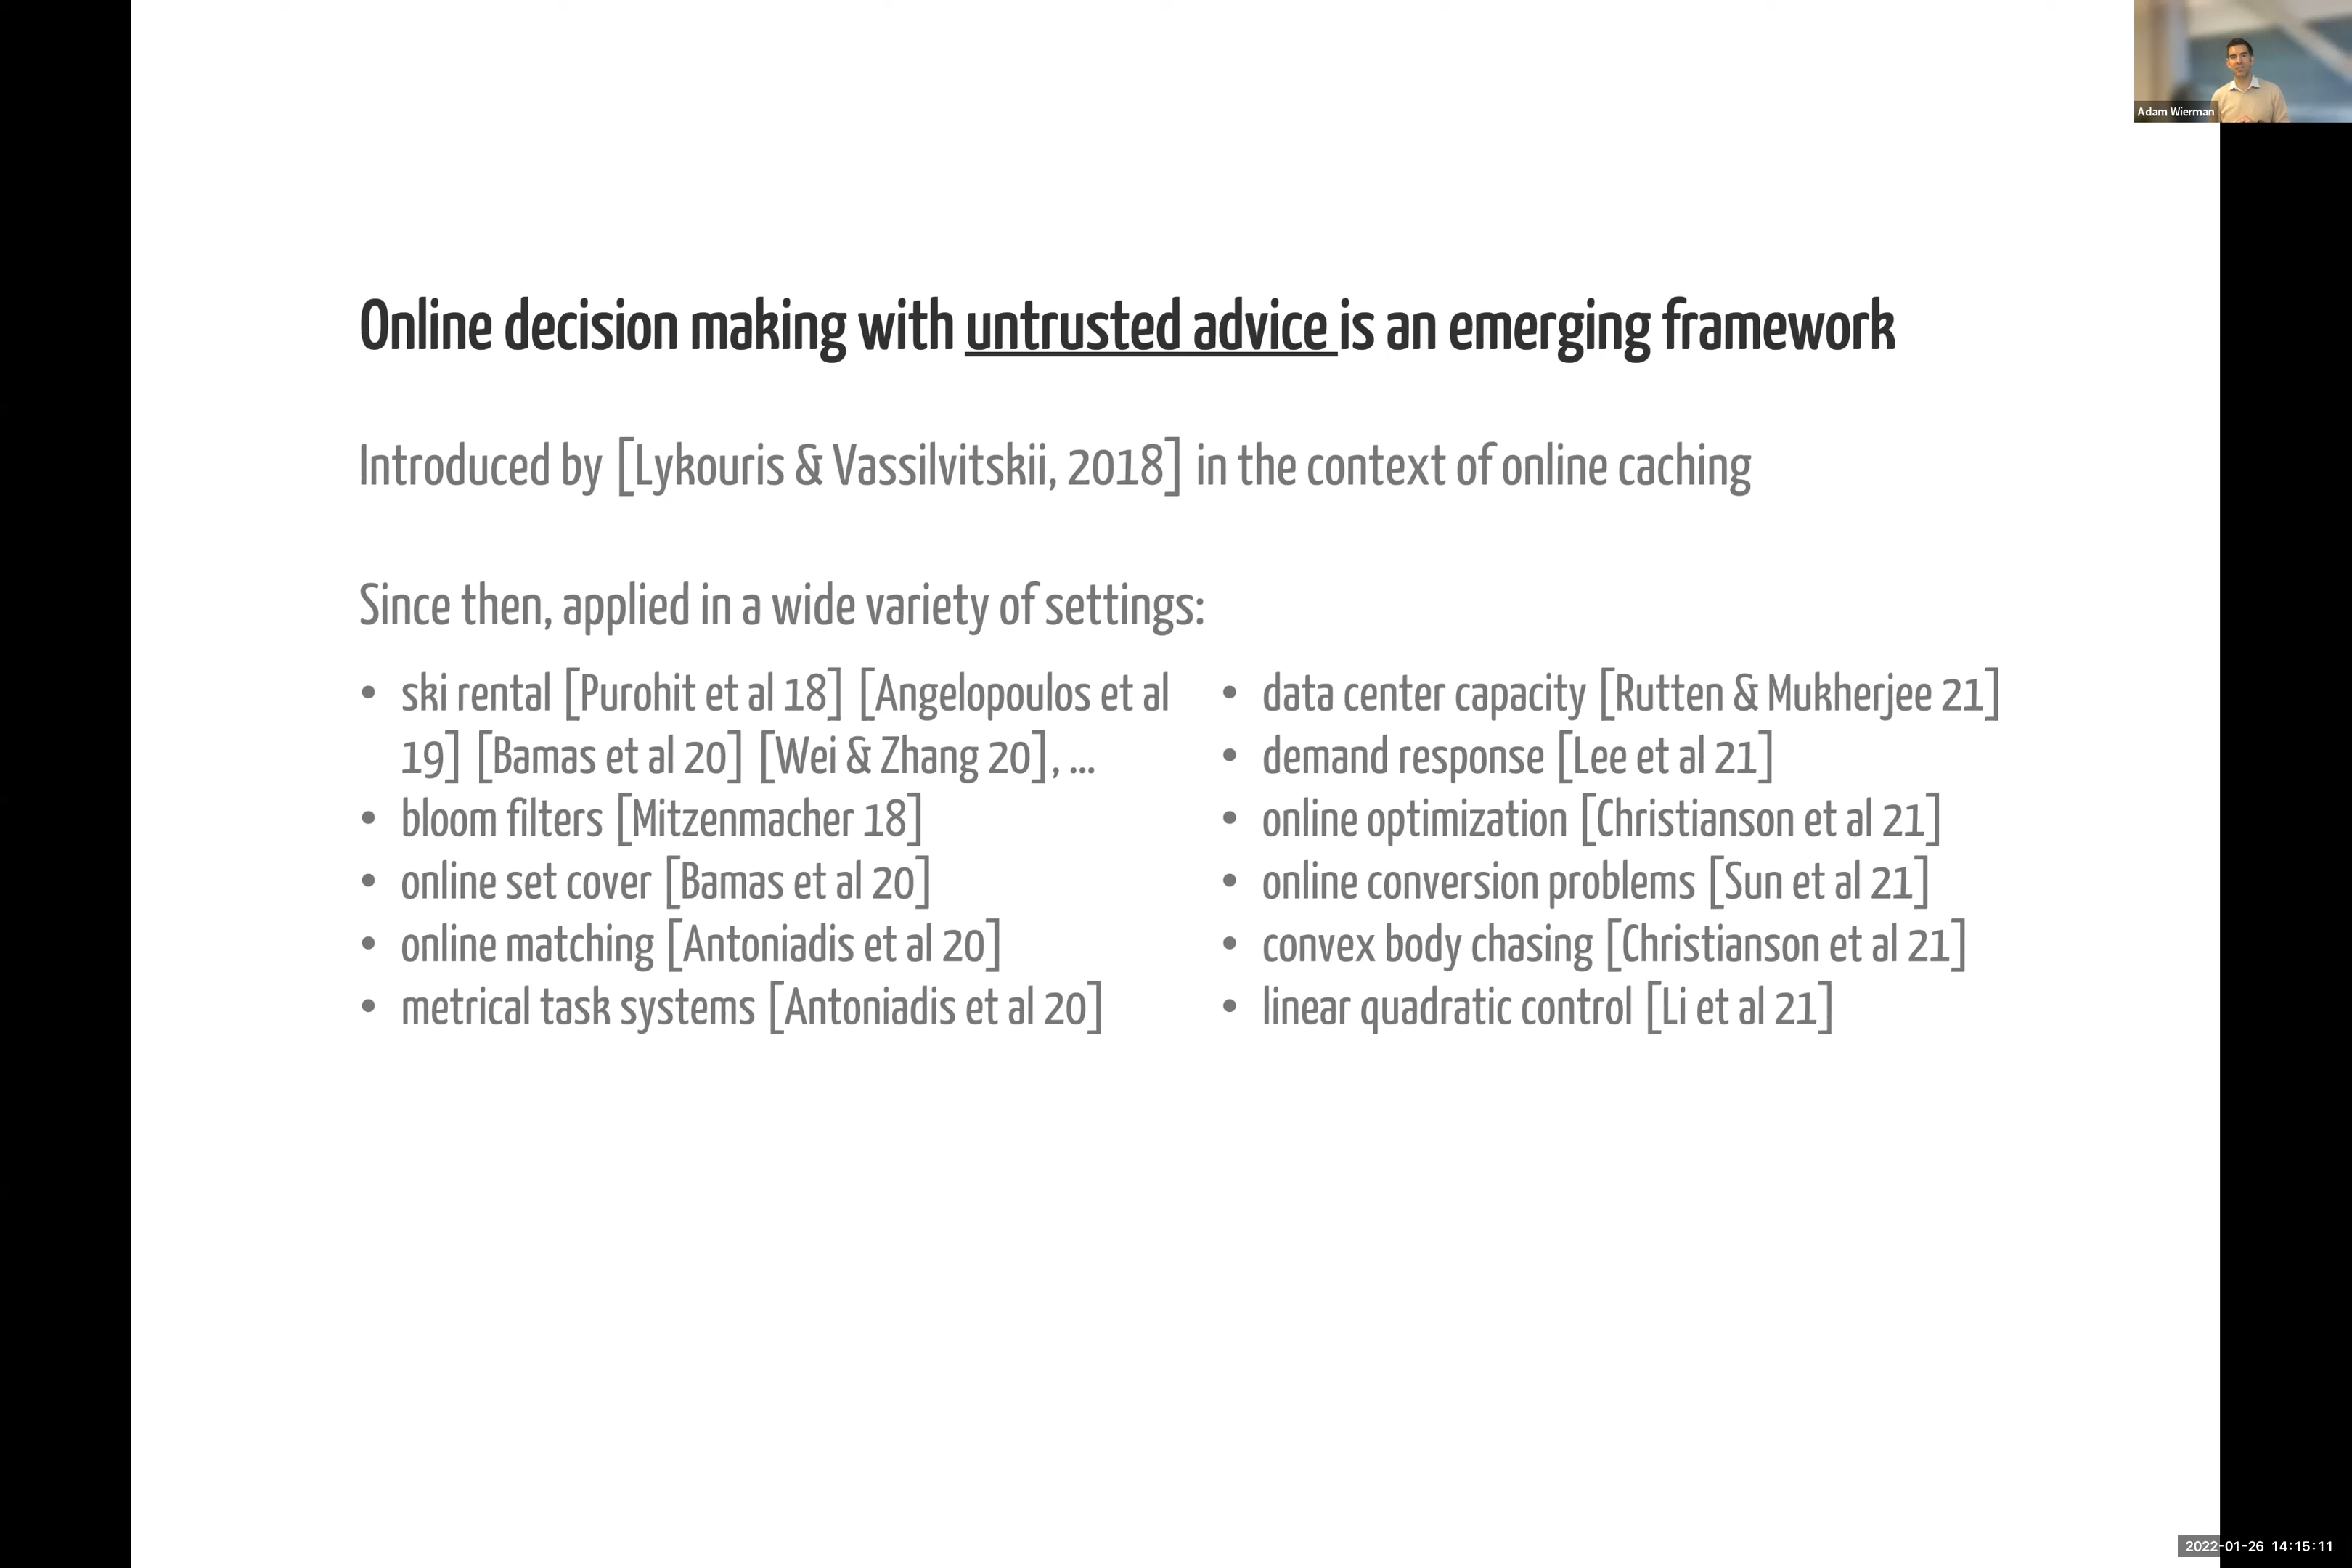 Adam Wierman
Online decision making with untrusted advice is an emerging framework
Introduced by [Lykouris & Vassilvitskii, 2018] in the context of online caching
Since then, applied in a wide variety of settings:
• ski rental [Purohit et al 18] [Angelopoulos et al
19] [Bamas et al 20] [Wei & Zhang 20], ...
• bloom filters [Mitzenmacher 18]
• online set cover [Bamas et al 20]
• online matching [Antoniadis et al 20]
• metrical task systems [Antoniadis et al 20]
• data center capacity [Rutten & Mukherjee 21]
• demand response [Lee et al 21]
• online optimization [Christianson et al 21]
• online conversion problems [Sun et al 21]
• convex body chasing [Christianson et al 21]
• linear quadratic control [Li et al 21]
2022-01-26 14:15:11